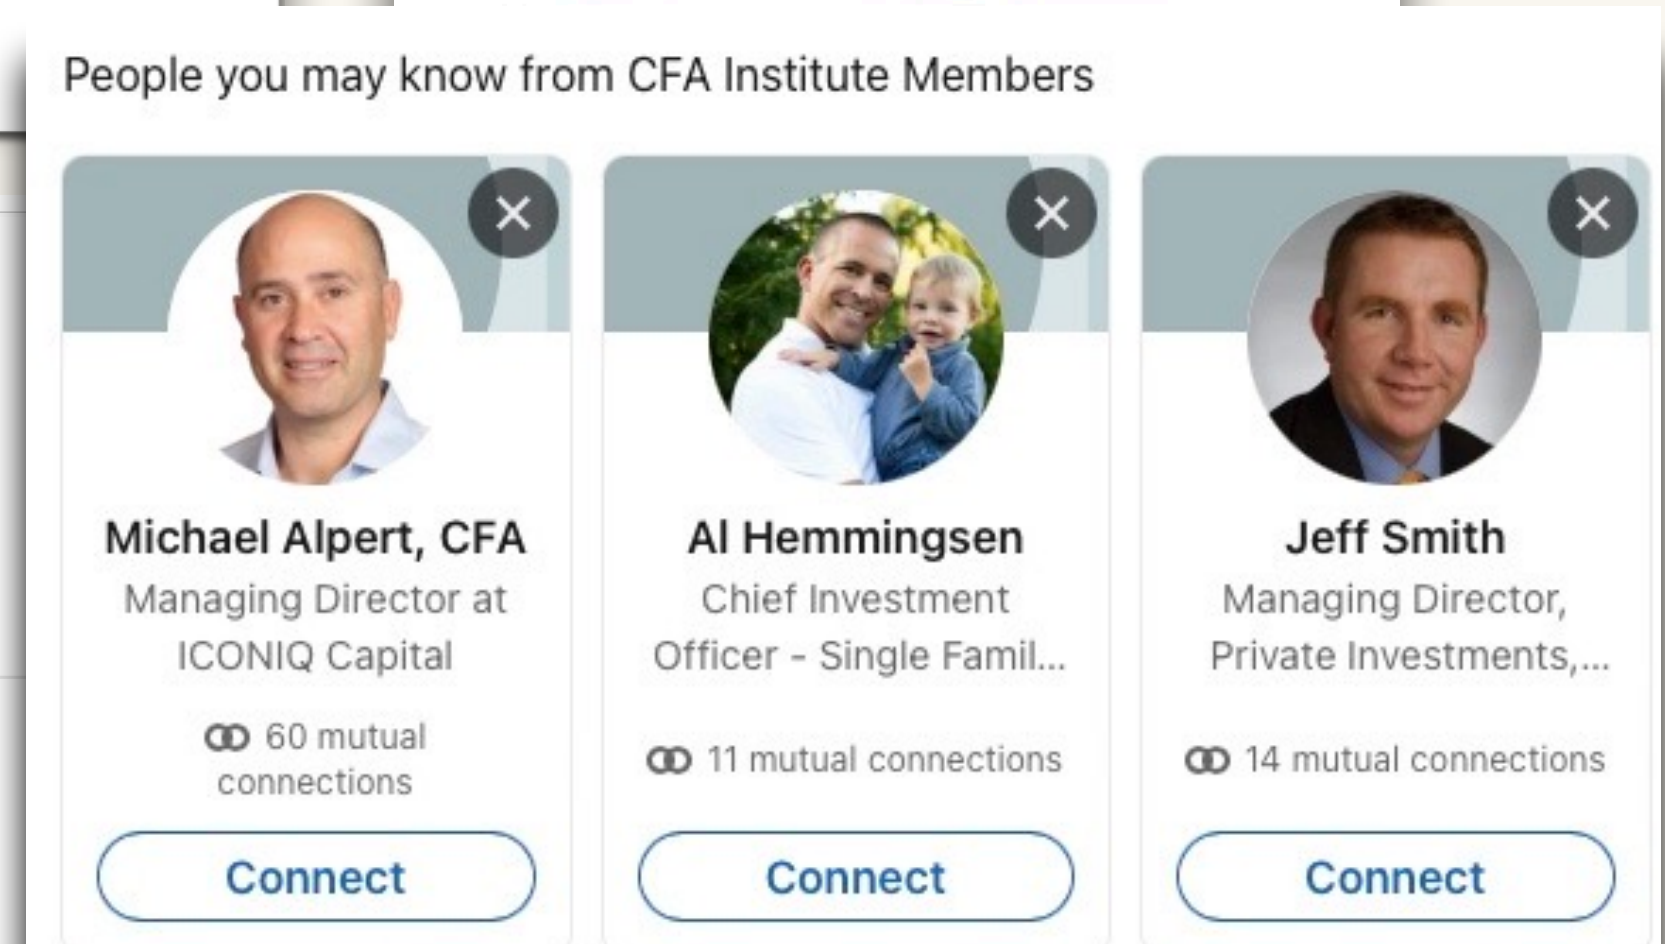 People you may know from CFA Institute Members
Michael Alpert, CFA
Managing Director at
ICONIQ Capital
60 mutual
connections
Connect
Al Hemmingsen
Chief Investment
Officer - Single Famil...
11 mutual connections
Connect
Jeff Smith
Managing Director,
Private Investments,...
14 mutual connections
Connect